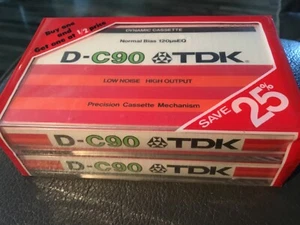 Buy one
and
Get one at 1/2 price
DYNAMIC CASSETTE
Normal Bias 120µsEQ
D-C90 TDK®
LOW NOISE HIGH OUTPUT
Precision Cassette Mechanism
SAVE
25%
D-C90 TDK
D-C90 TDK